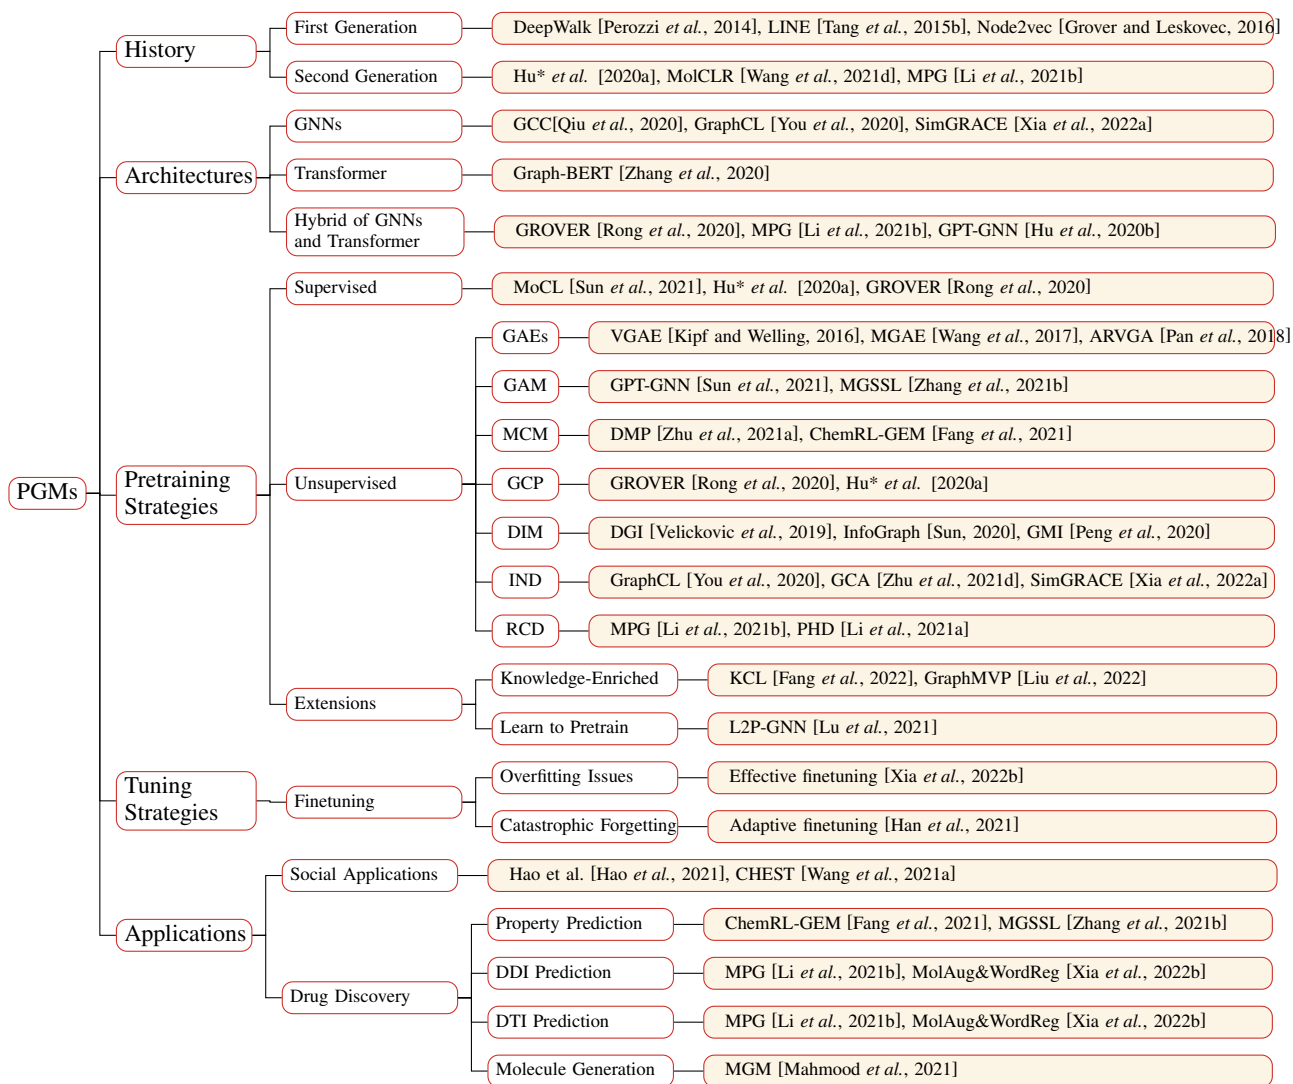 PGMs
History
First Generation
DeepWalk [Perozzi et al., 2014], LINE [Tang et al., 2015b], Node2vec [Grover and Leskovec, 2016]
Second Generation
Hu* et al. [2020a], MolCLR [Wang et al., 2021d], MPG [Li et al., 2021b]
Architectures
GNNs
GCC[Qiu et al., 2020], GraphCL [You et al., 2020], SimGRACE [Xia et al., 2022a]
Transformer
Graph-BERT [Zhang et al., 2020]
Hybrid of GNNs
and Transformer
GROVER [Rong et al., 2020], MPG [Li et al., 2021b], GPT-GNN [Hu et al., 2020b]
Pretraining
Strategies
Supervised
MoCL [Sun et al., 2021], Hu* et al. [2020a], GROVER [Rong et al., 2020]
Unsupervised
GAEs
VGAE [Kipf and Welling, 2016], MGAE [Wang et al., 2017], ARVGA [Pan et al., 2018]
GAM
GPT-GNN [Sun et al., 2021], MGSSL [Zhang et al., 2021b]
MCM
DMP [Zhu et al., 2021a], ChemRL-GEM [Fang et al., 2021]
GCP
GROVER [Rong et al., 2020], Hu* et al. [2020a]
DIM
DGI [Velickovic et al., 2019], InfoGraph [Sun, 2020], GMI [Peng et al., 2020]
IND
GraphCL [You et al., 2020], GCA [Zhu et al., 2021d], SimGRACE [Xia et al., 2022a]
RCD
MPG [Li et al., 2021b], PHD [Li et al., 2021a]
Extensions
Knowledge-Enriched
KCL [Fang et al., 2022], GraphMVP [Liu et al., 2022]
Learn to Pretrain
L2P-GNN [Lu et al., 2021]
Tuning
Strategies
Finetuning
Overfitting Issues
Effective finetuning [Xia et al., 2022b]
Catastrophic Forgetting
Adaptive finetuning [Han et al., 2021]
Applications
Social Applications
Hao et al. [Hao et al., 2021], CHEST [Wang et al., 2021a]
Drug Discovery
Property Prediction
ChemRL-GEM [Fang et al., 2021], MGSSL [Zhang et al., 2021b]
DDI Prediction
MPG [Li et al., 2021b], MolAug&WordReg [Xia et al., 2022b]
DTI Prediction
MPG [Li et al., 2021b], MolAug&WordReg [Xia et al., 2022b]
Molecule Generation
MGM [Mahmood et al., 2021]